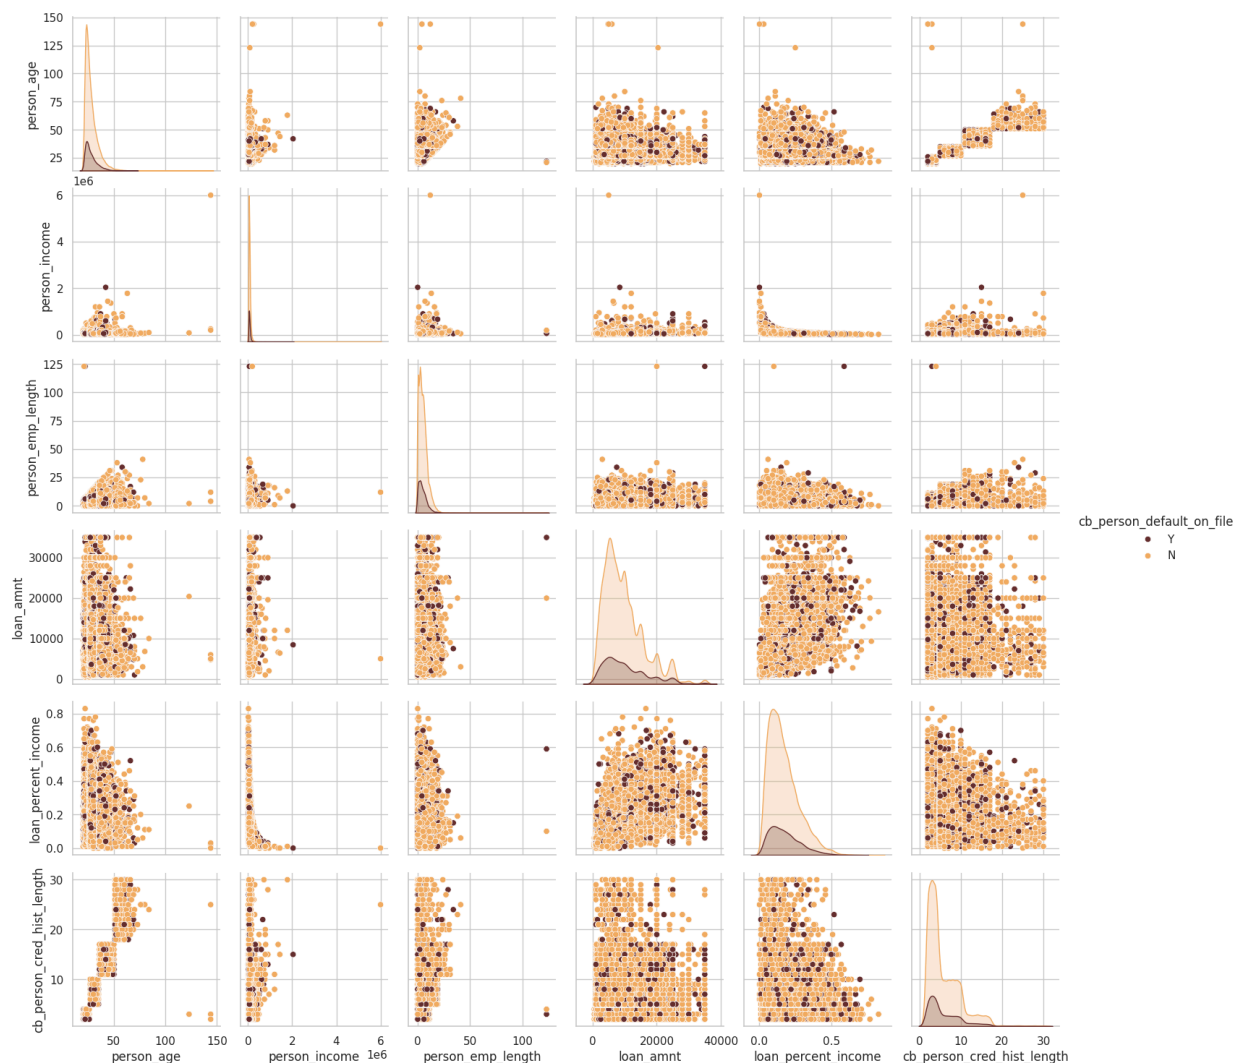 150
125
100
75
50
25
person_age
1e6
6
4
2
0
person_income
125
100
75
50
25
0
person_emp_length
30000
20000
10000
0
loan_amnt
0.8
0.6
0.4
0.2
0.0
loan_percent_income
30
20
10
cb_person_cred_hist_length
50 100 150
person_age
0 2 4 6
1e6
person_income
0 50 100
person_emp_length
0 20000 40000
loan_amnt
0.0 0.5
loan_percent_income
0 10 20 30
cb_person_cred_hist_length
cb_person_default_on_file
Y
N